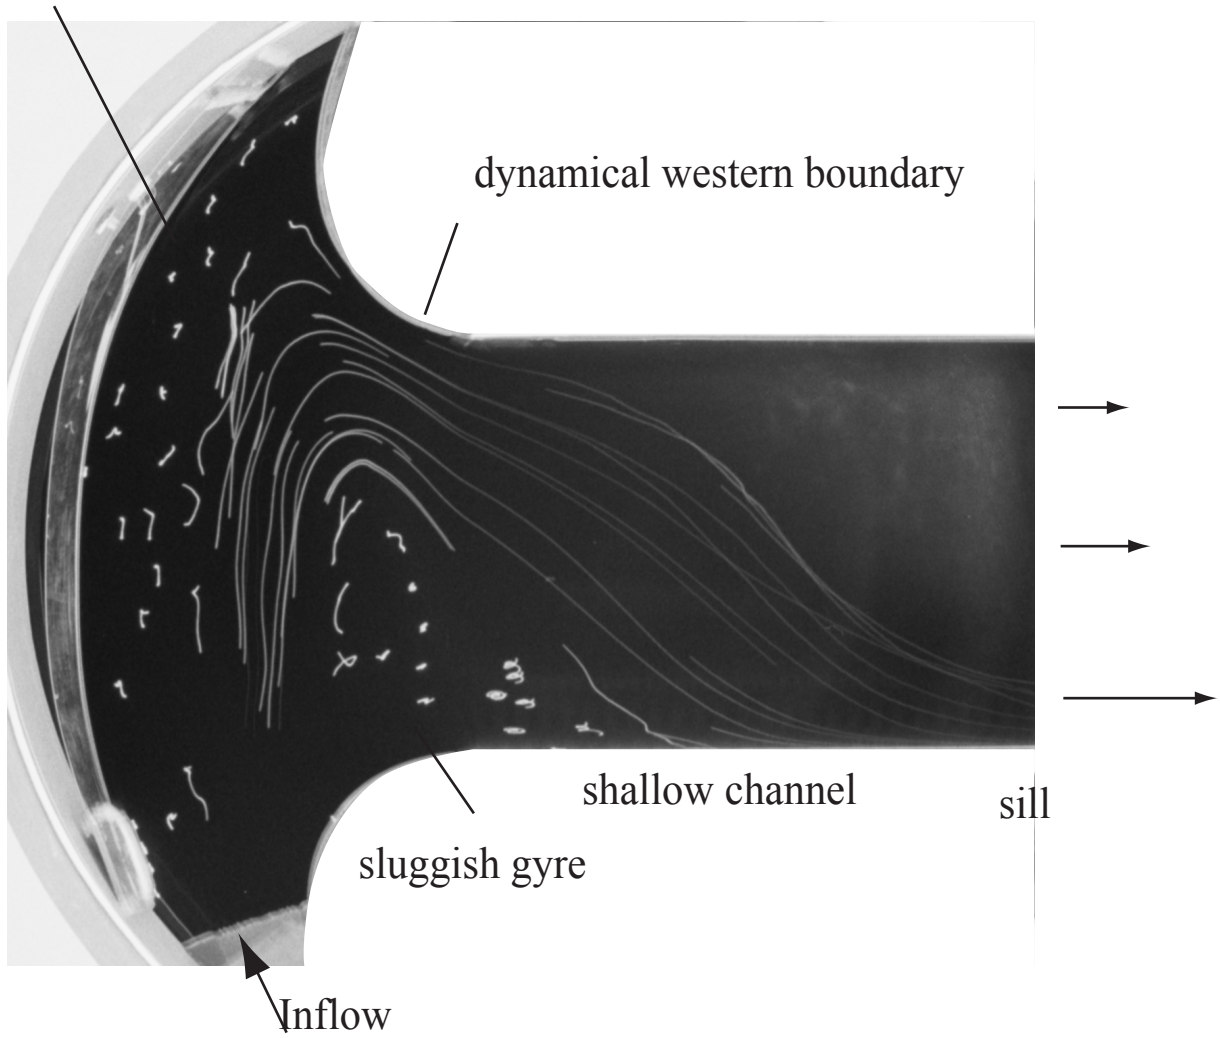 dynamical western boundary
shallow channel
sill
sluggish gyre
Inflow